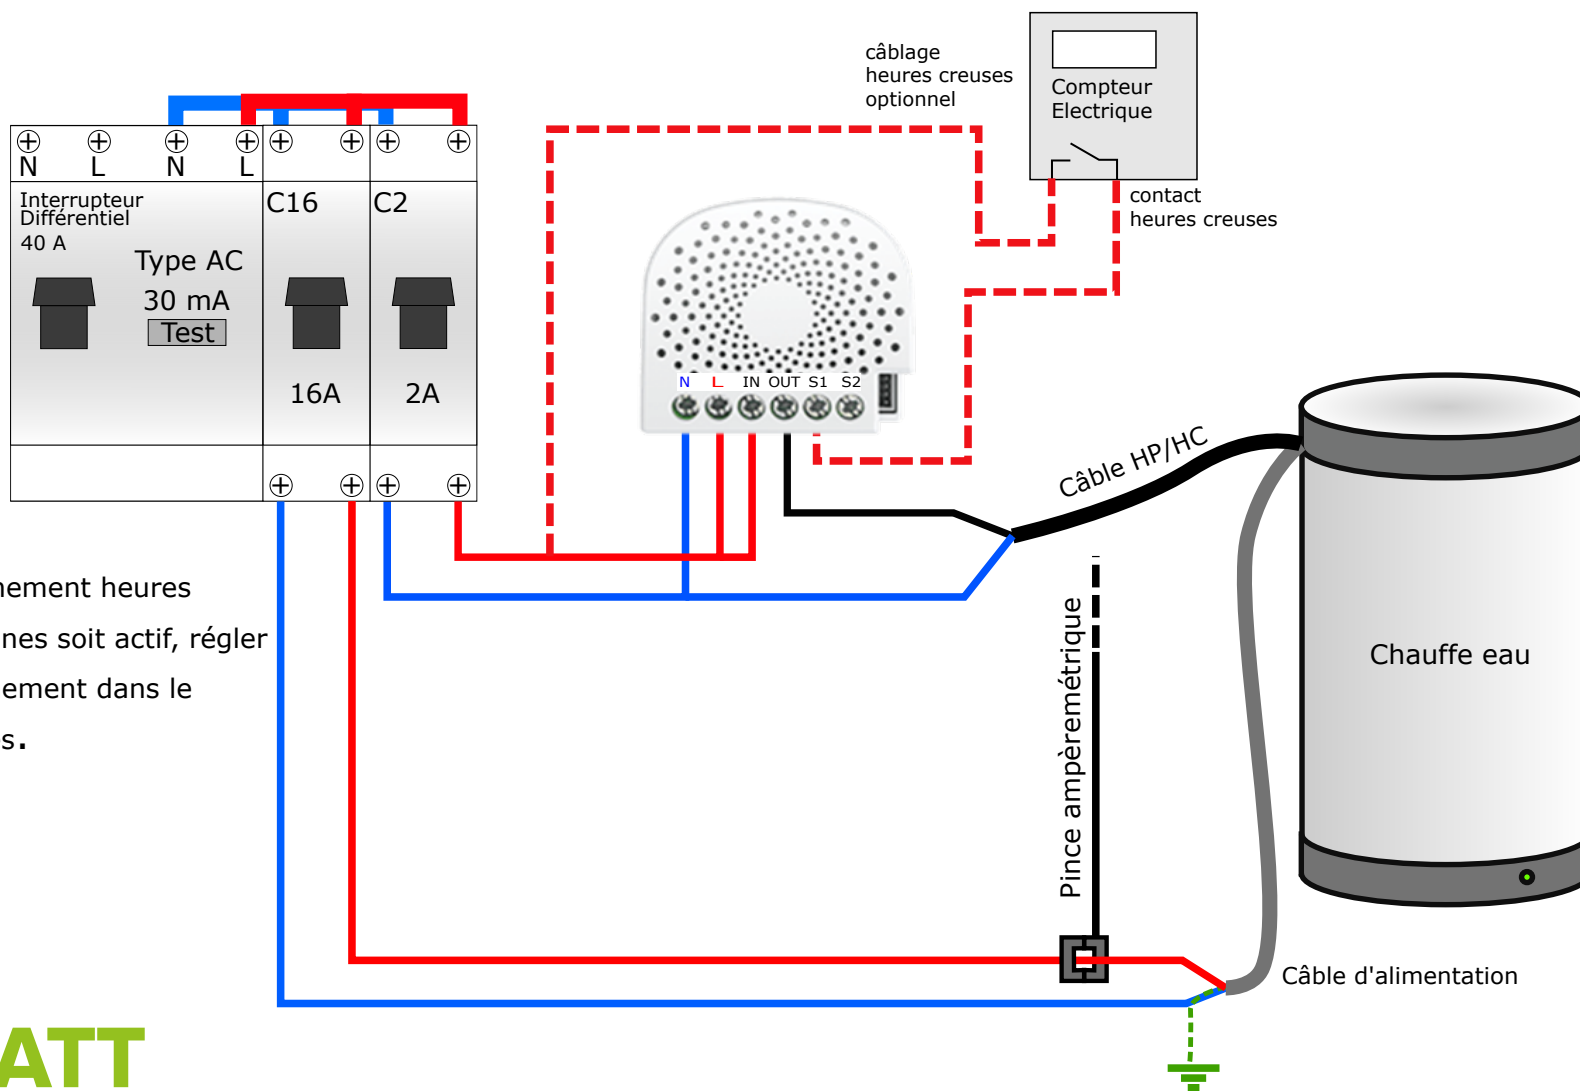 câblage
heures creuses
optionnel
Compteur
Electrique
contact
heures creuses
N L N L
Interrupteur
Différentiel
40 A
Type AC
30 mA
Test
C16
16A
C2
2A
N L IN OUT S1 S2
Câble HP/HC
Chauffe eau
Pince ampèremétrique
Câble d'alimentation
nement heures
nes soit actif, régler
ement dans le
s.
ATT